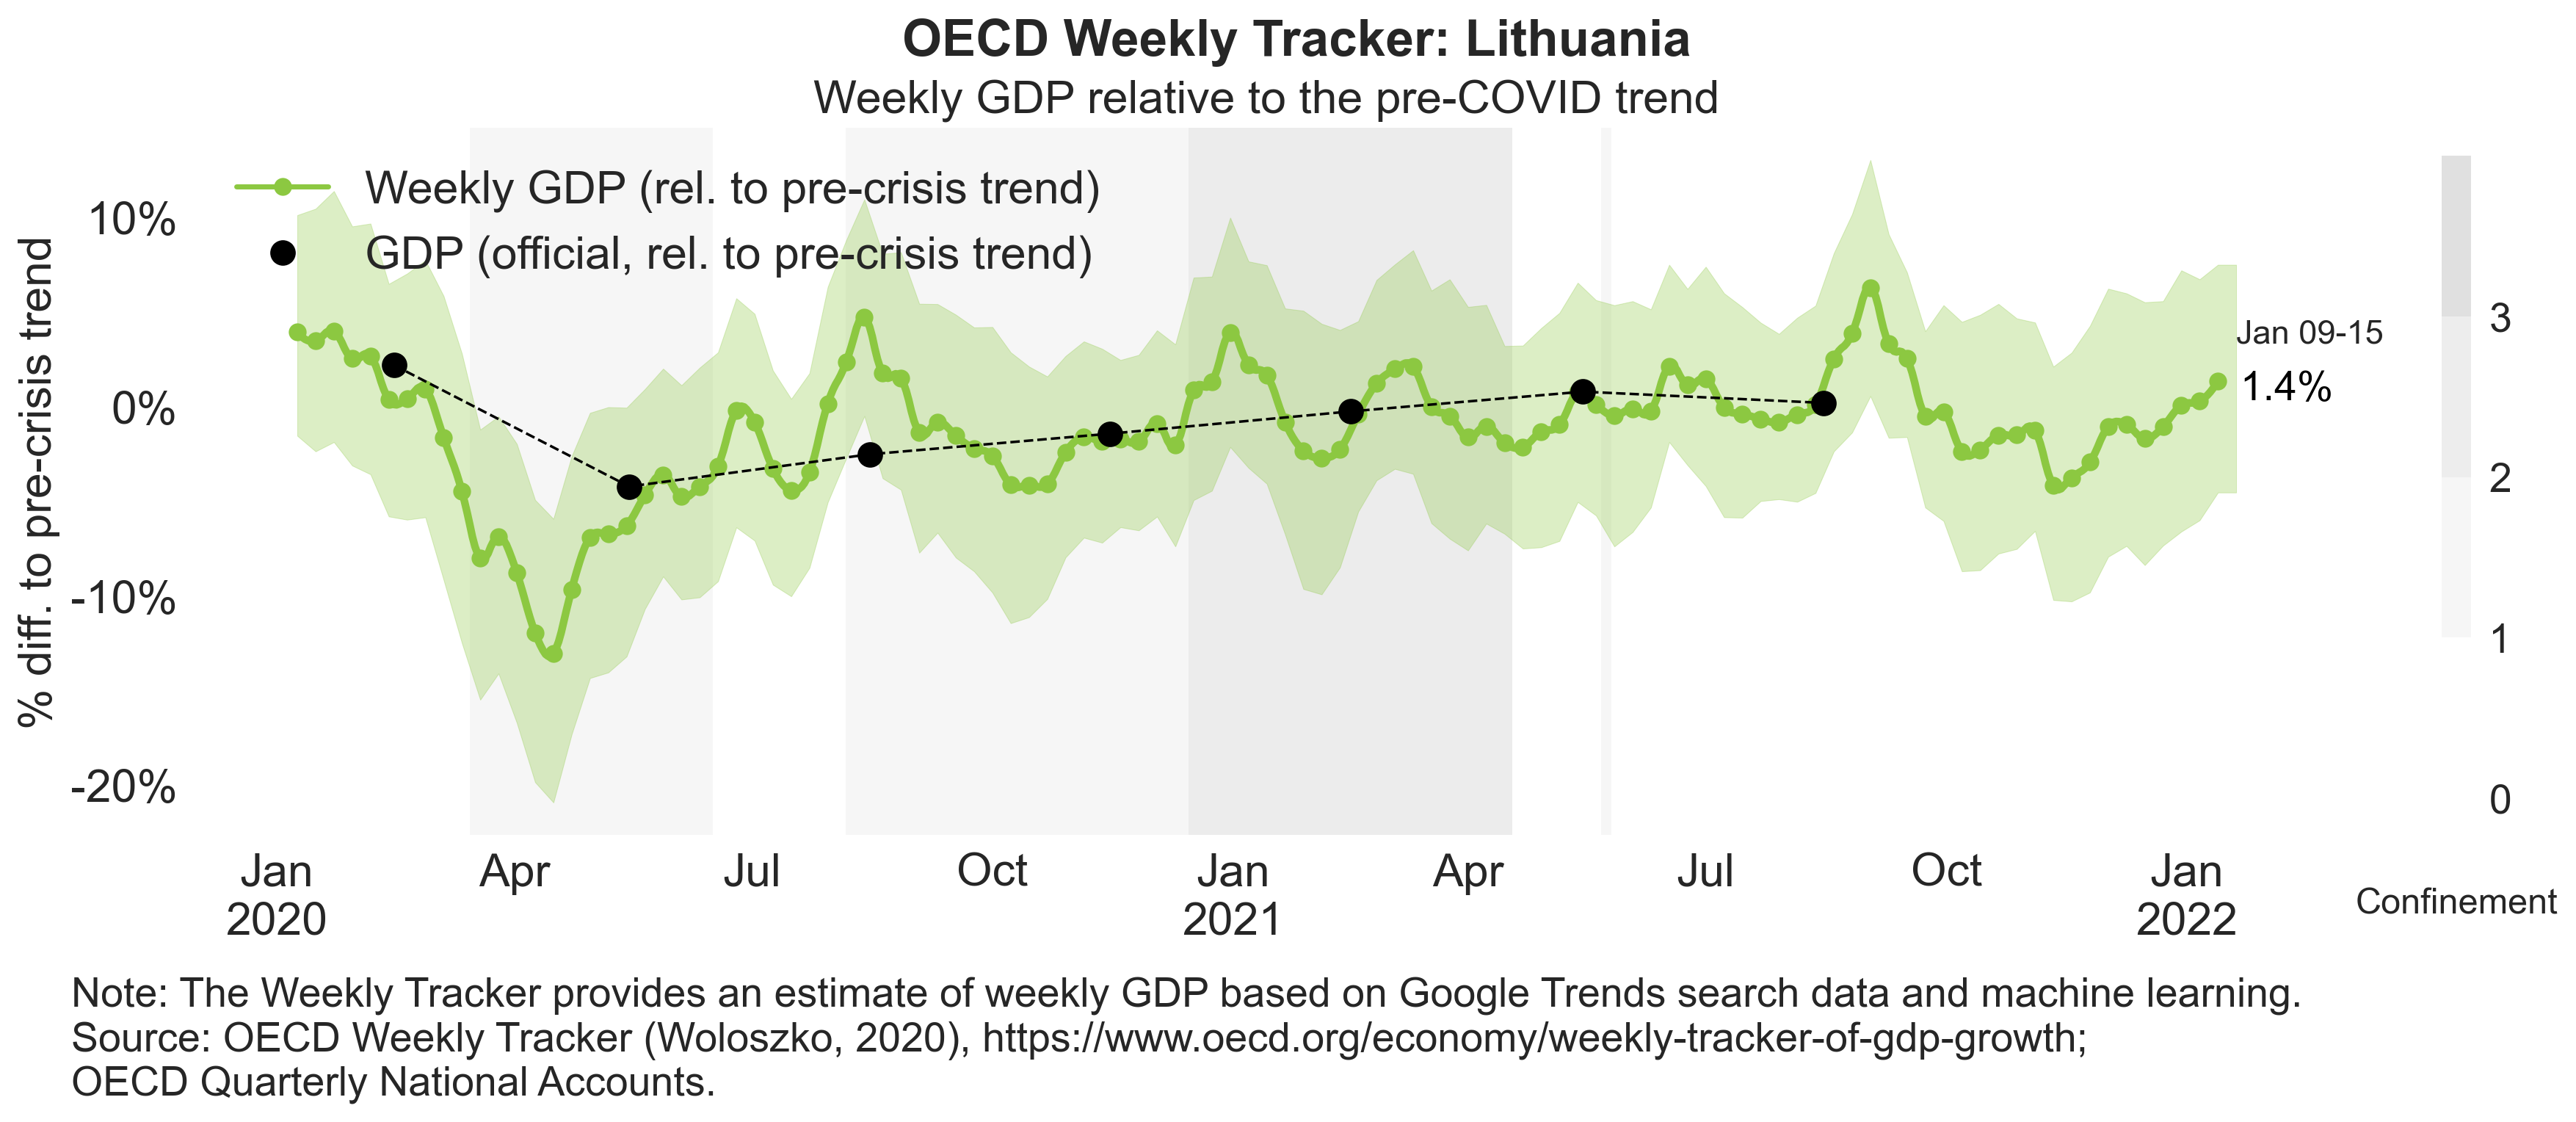 OECD Weekly Tracker: Lithuania
Weekly GDP relative to the pre-COVID trend
Weekly GDP (rel. to pre-crisis trend)
GDP (official, rel. to pre-crisis trend)
% diff. to pre-crisis trend
10%
0%
-10%
-20%
Jan 09-15
1.4%
3
2
1
0
Confinement
Jan Apr Jul Oct Jan Apr Jul Oct Jan
2020 2021 2022
Note: The Weekly Tracker provides an estimate of weekly GDP based on Google Trends search data and machine learning.
Source: OECD Weekly Tracker (Woloszko, 2020), https://www.oecd.org/economy/weekly-tracker-of-gdp-growth;
OECD Quarterly National Accounts.